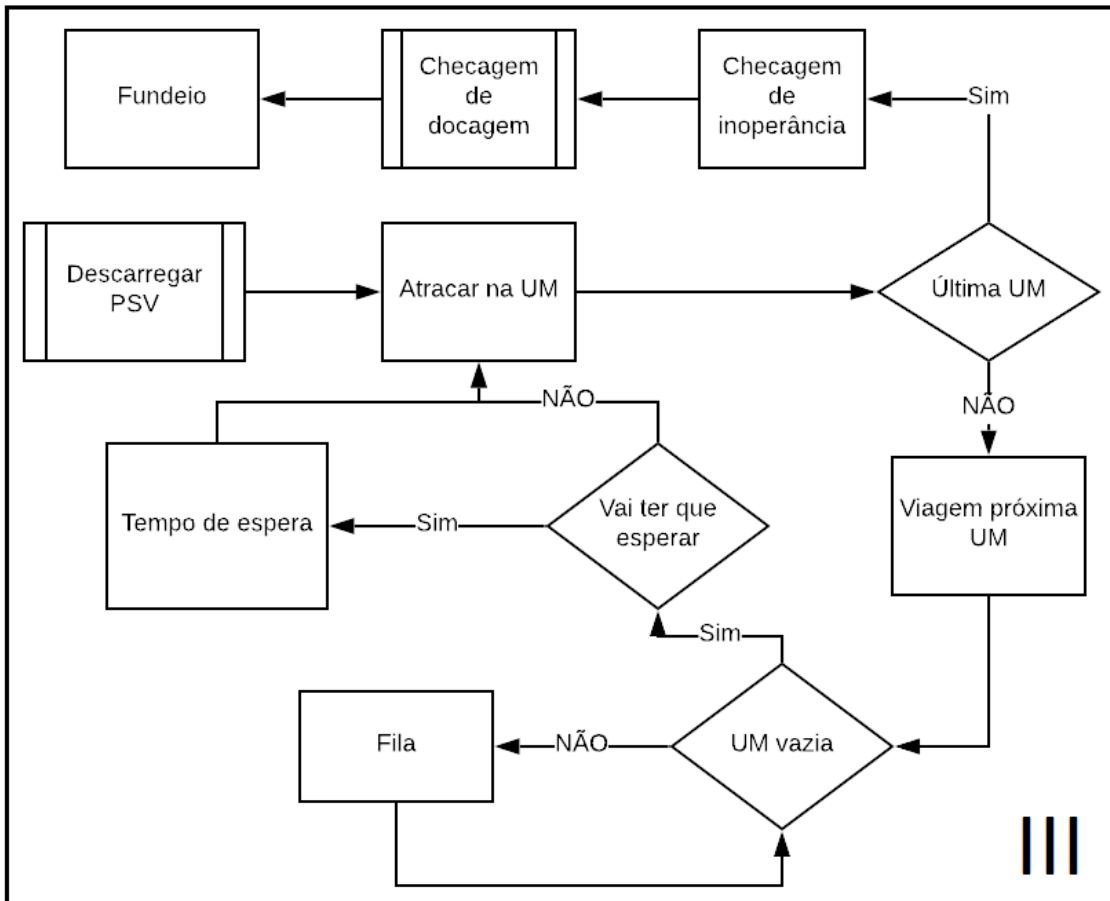 Fundeio
Checagem
de
docagem
Checagem
de
inoperância
Sim
Descarregar
PSV
Atracar na UM
Última UM
NÃO
NÃO
Tempo de espera
Sim
Vai ter que
esperar
Viagem próxima
UM
Sim
Fila
NÃO
UM vazia
III